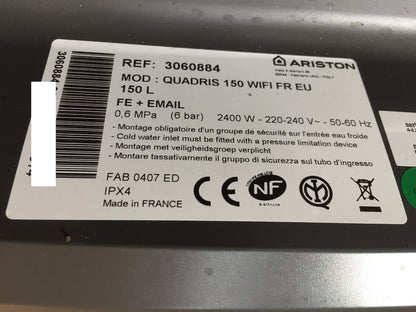 REF: 3060884
ARISTON
MOD : QUADRIS 150 WIFI FR EU
150 L
FE + EMAIL
0,6 MPa (6 bar) 2400 W - 220-240 V~ - 50-60 Hz
- Montage obligatoire d'un groupe de sécurité sur l'entrée eau froide
- Cold water inlet must be fitted with a pressure limitation device
- Montage met veiligheidsgroep verplicht
- Montare tassativamente il gruppo di sicurezza sul tubo d'ingresso
FAB 0407 ED
IPX4
Made in FRANCE
CE
NF
3060884